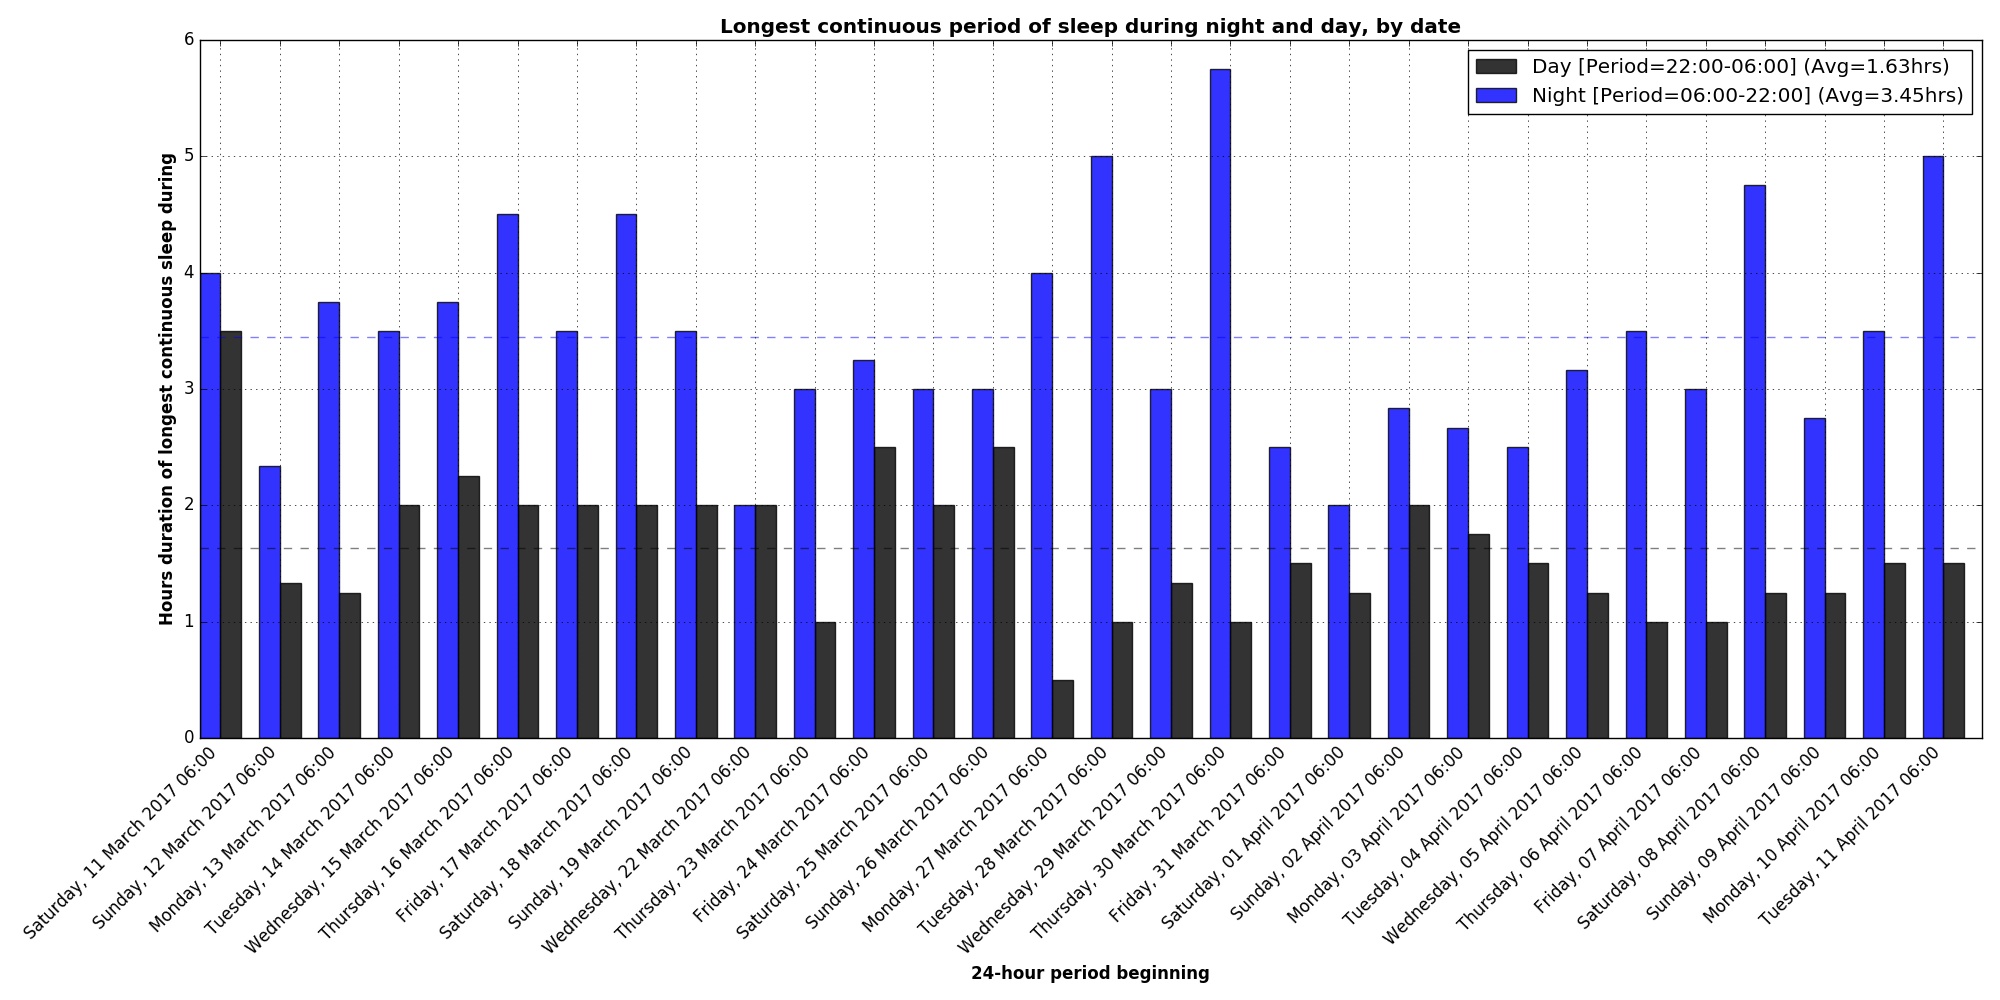 Longest continuous period of sleep during night and day, by date
Day [Period=22:00-06:00] (Avg=1.63hrs)
Night [Period=06:00-22:00] (Avg=3.45hrs)
Hours duration of longest continuous sleep during
6
5
4
3
2
1
0
Saturday, 11 March 2017 06:00
Sunday, 12 March 2017 06:00
Monday, 13 March 2017 06:00
Tuesday, 14 March 2017 06:00
Wednesday, 15 March 2017 06:00
Thursday, 16 March 2017 06:00
Friday, 17 March 2017 06:00
Saturday, 18 March 2017 06:00
Sunday, 19 March 2017 06:00
Wednesday, 22 March 2017 06:00
Thursday, 23 March 2017 06:00
Friday, 24 March 2017 06:00
Saturday, 25 March 2017 06:00
Sunday, 26 March 2017 06:00
Monday, 27 March 2017 06:00
Tuesday, 28 March 2017 06:00
Wednesday, 29 March 2017 06:00
Thursday, 30 March 2017 06:00
Friday, 31 March 2017 06:00
Saturday, 01 April 2017 06:00
Sunday, 02 April 2017 06:00
Monday, 03 April 2017 06:00
Tuesday, 04 April 2017 06:00
Wednesday, 05 April 2017 06:00
Thursday, 06 April 2017 06:00
Friday, 07 April 2017 06:00
Saturday, 08 April 2017 06:00
Sunday, 09 April 2017 06:00
Monday, 10 April 2017 06:00
Tuesday, 11 April 2017 06:00
24-hour period beginning